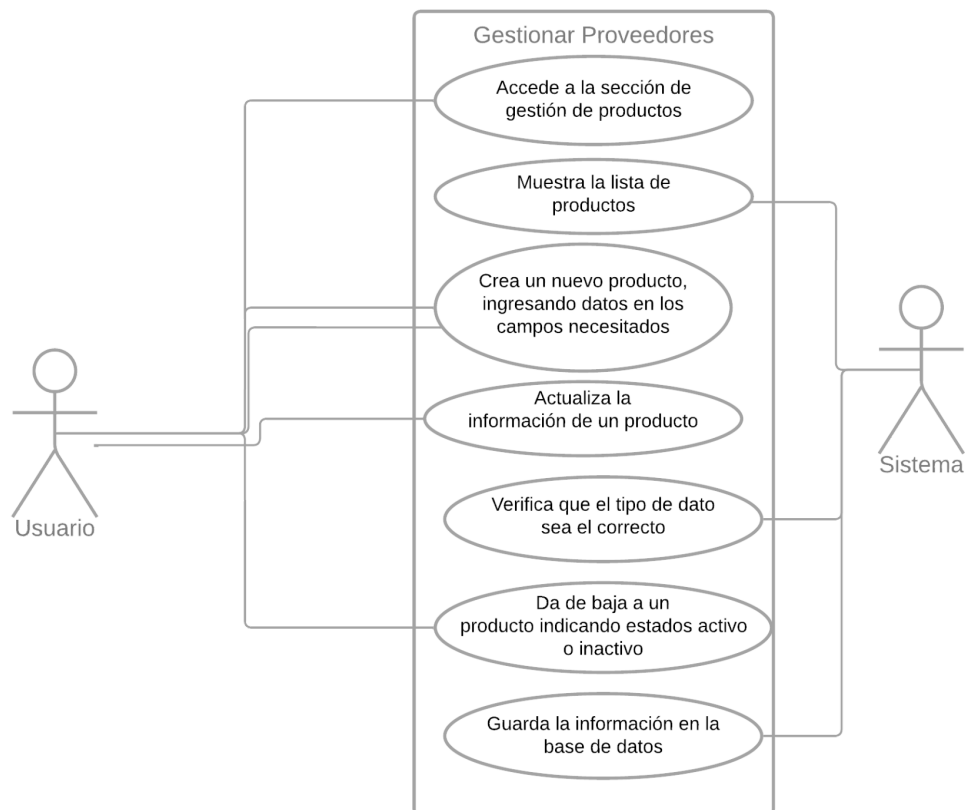 Gestionar Proveedores
Accede a la sección de
gestión de productos
Muestra la lista de
productos
Crea un nuevo producto,
ingresando datos en los
campos necesitados
Actualiza la
información de un producto
Verifica que el tipo de dato
sea el correcto
Da de baja a un
producto indicando estados activo
o inactivo
Guarda la información en la
base de datos
Usuario
Sistema